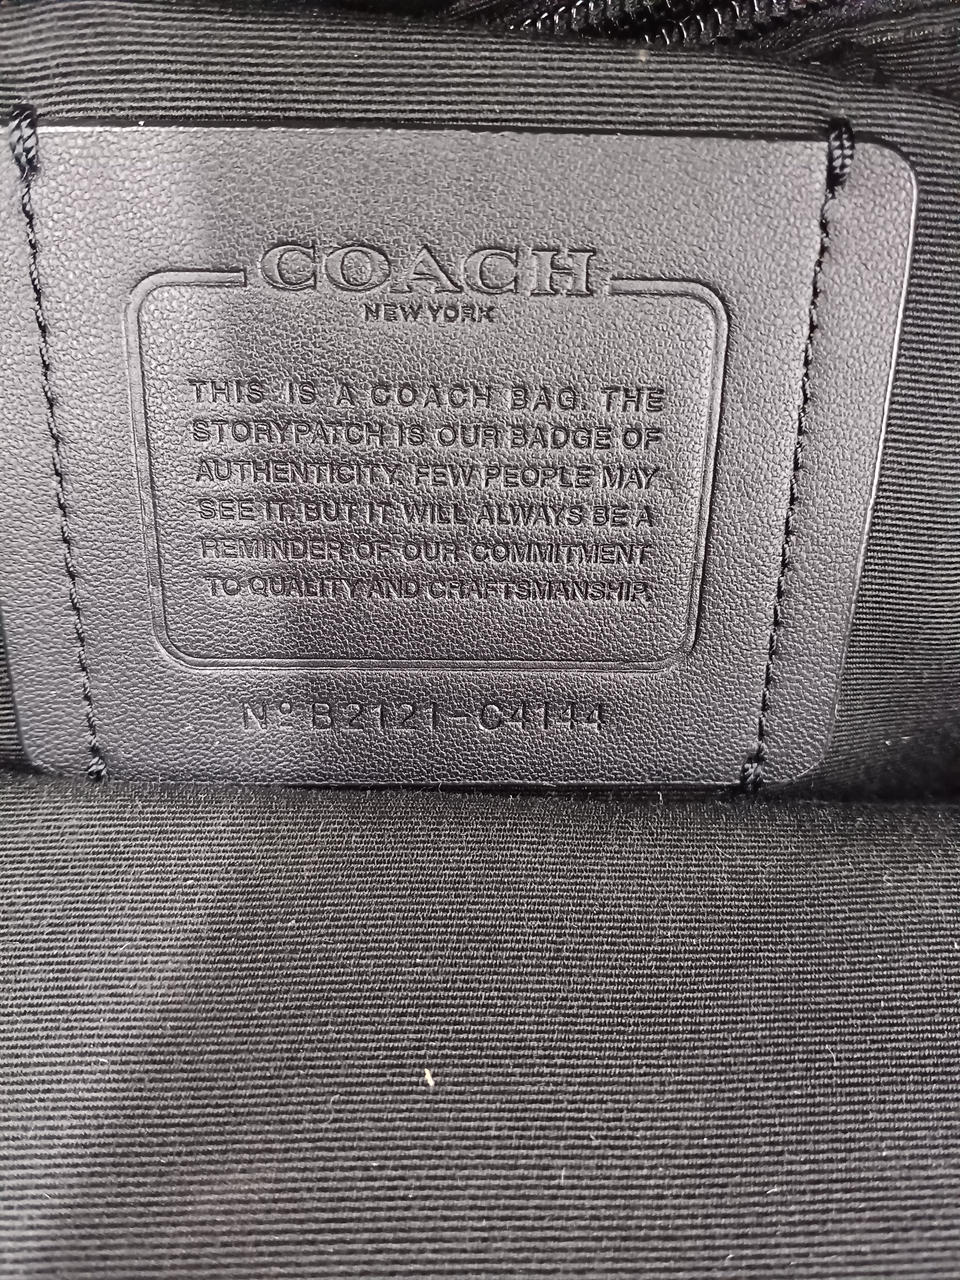 COACH
NEW YORK
THIS IS A COACH BAG. THE
STORYPATCH IS OUR BADGE OF
AUTHENTICITY. FEW PEOPLE MAY
SEE IT, BUT IT WILL ALWAYS BE A
REMINDER OF OUR COMMITMENT
TO QUALITY AND CRAFTSMANSHIP.
Nº B2121-C4144